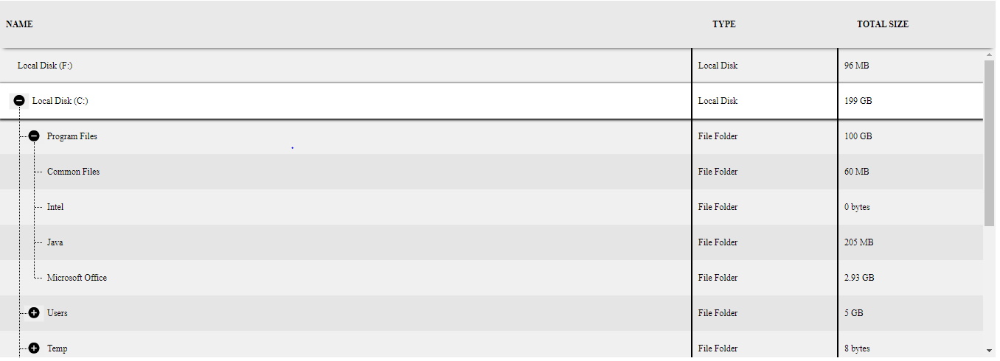 NAME TYPE TOTAL SIZE
Local Disk (F:) Local Disk 96 MB
Local Disk (C:) Local Disk 199 GB
Program Files File Folder 100 GB
Common Files File Folder 60 MB
Intel File Folder 0 bytes
Java File Folder 205 MB
Microsoft Office File Folder 2.93 GB
Users File Folder 5 GB
Temp File Folder 8 bytes